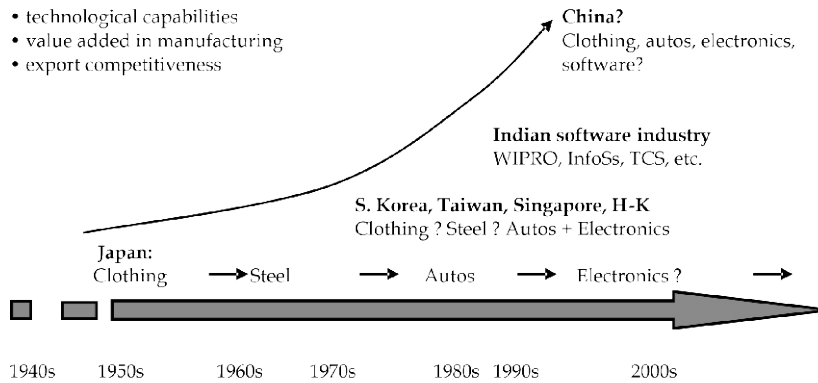 • technological capabilities
• value added in manufacturing
• export competitiveness
China?
Clothing, autos, electronics,
software?
Indian software industry
WIPRO, InfoSs, TCS, etc.
S. Korea, Taiwan, Singapore, H-K
Clothing ? Steel ? Autos + Electronics
Japan:
Clothing Steel Autos Electronics ?
1940s 1950s 1960s 1970s 1980s 1990s 2000s